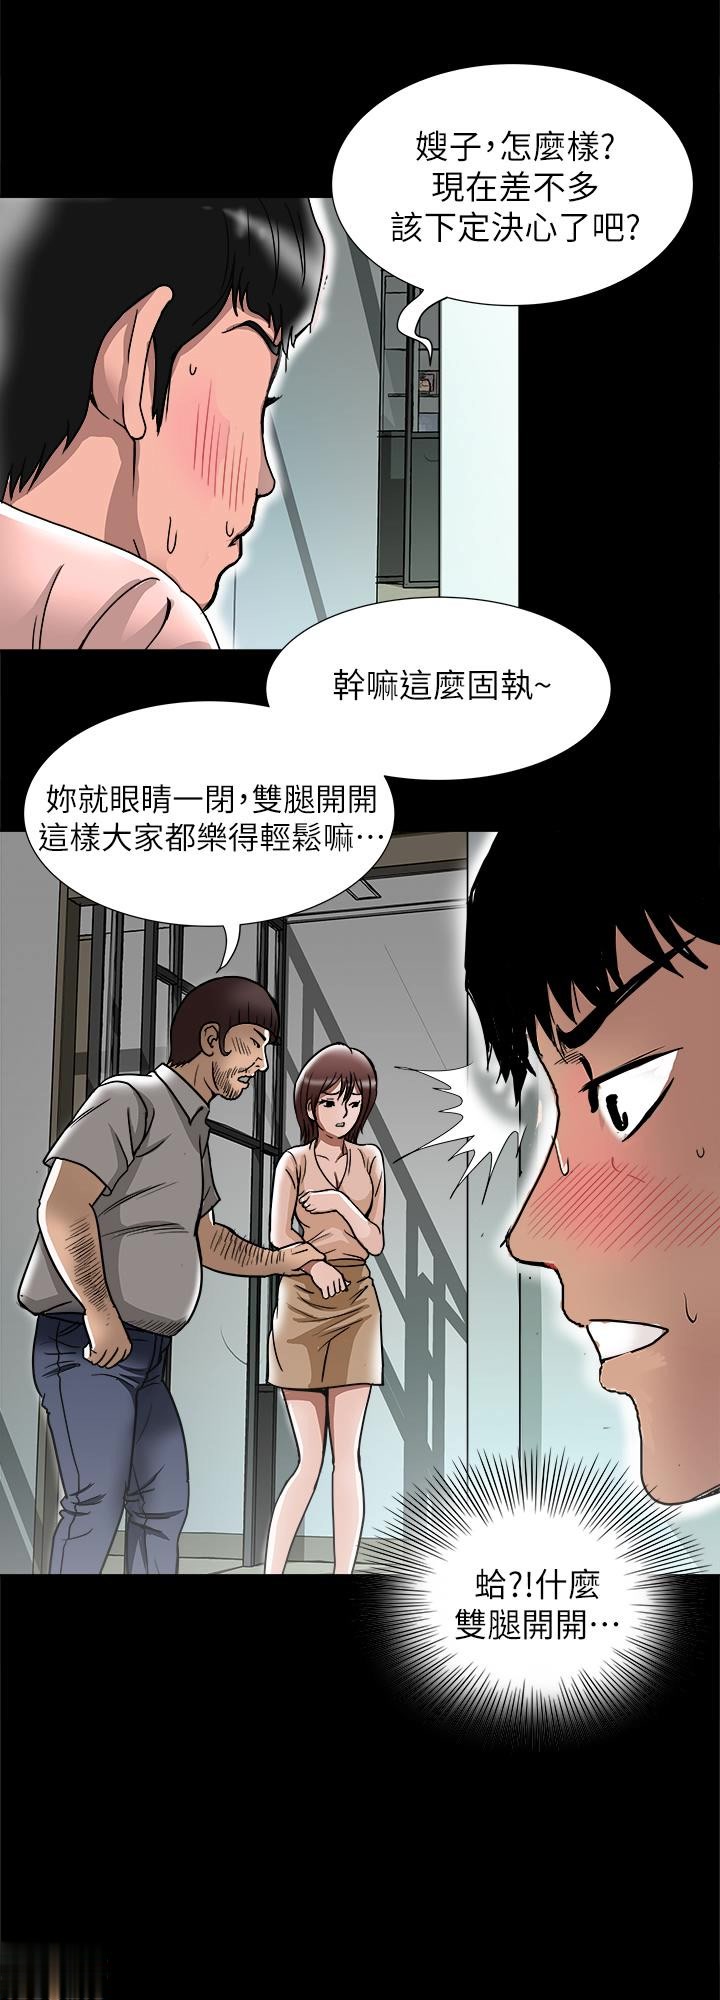 嫂子，怎麼樣?
現在差不多
該下定決心了吧?
幹嘛這麼固執~
妳就眼睛一閉，雙腿開開
這樣大家都樂得輕鬆嘛…
蛤?!什麼
雙腿開開…